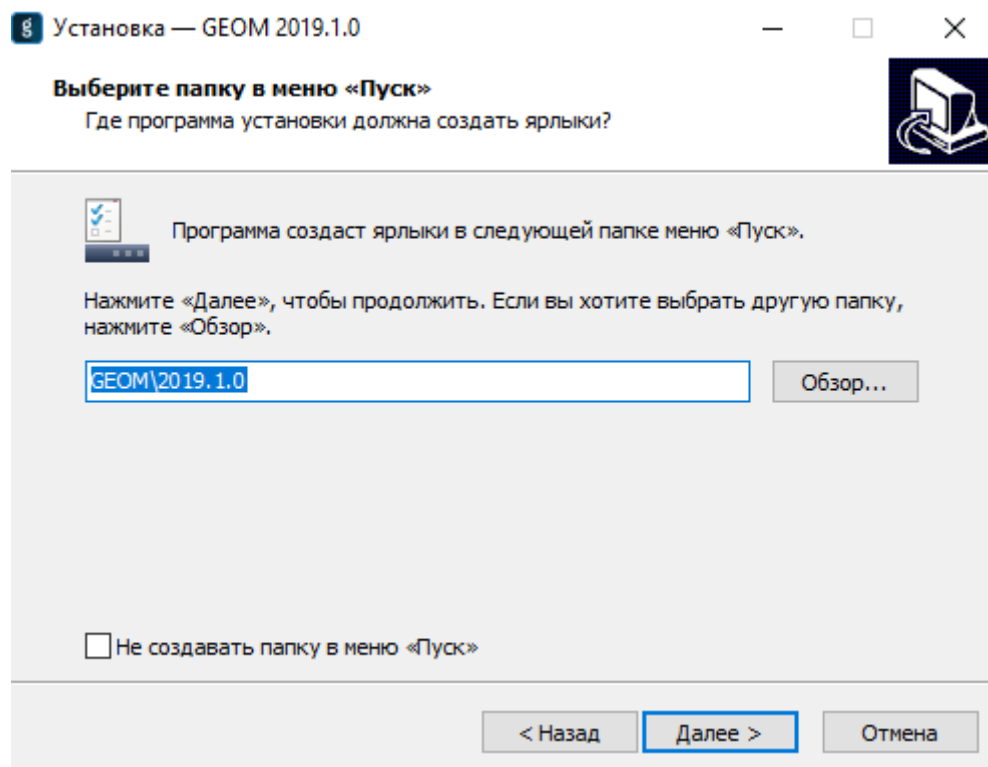 g Установка — GEOM 2019.1.0
Выберите папку в меню «Пуск»
Где программа установки должна создать ярлыки?
Программа создаст ярлыки в следующей папке меню «Пуск».
Нажмите «Далее», чтобы продолжить. Если вы хотите выбрать другую папку,
нажмите «Обзор».
GEOM\2019.1.0
Обзор...
Не создавать папку в меню «Пуск»
< Назад
Далее >
Отмена